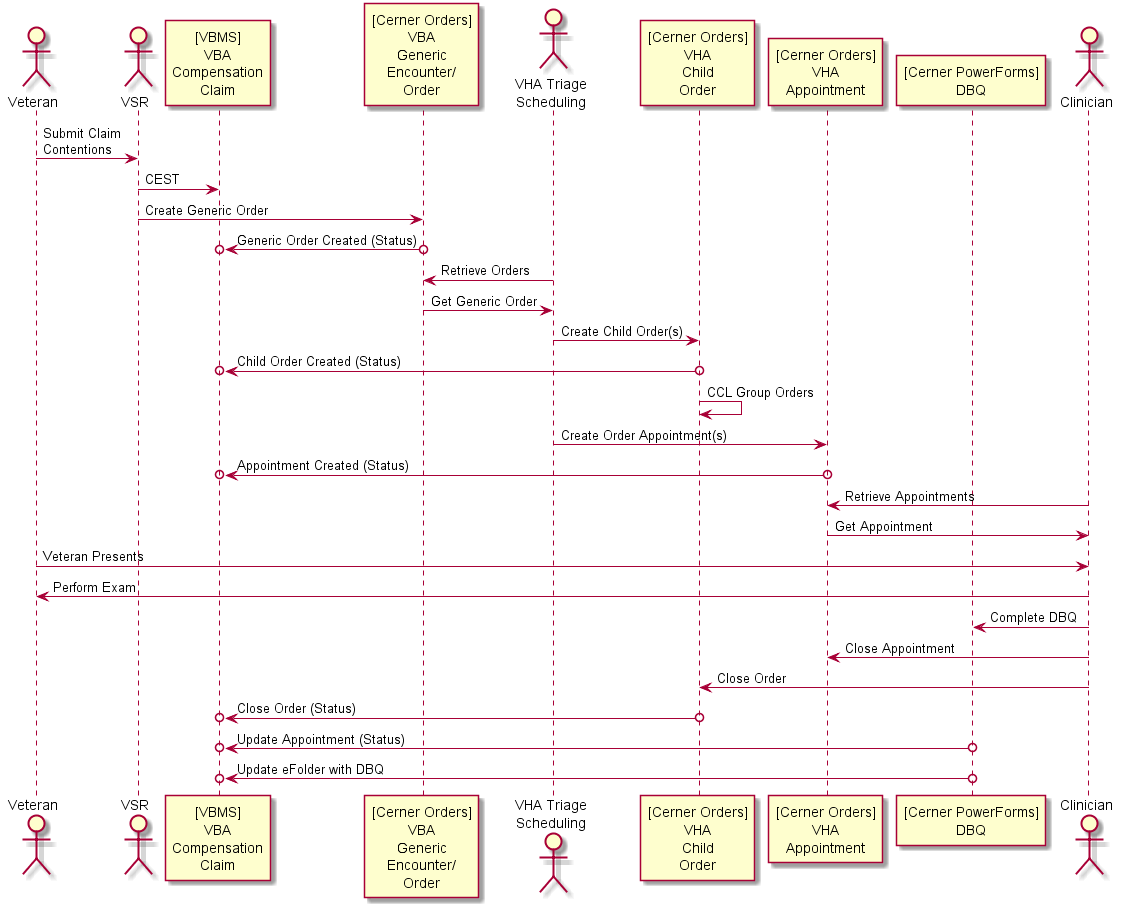 Veteran
VSR
[VBMS]
VBA
Compensation
Claim
[Cerner Orders]
VBA
Generic
Encounter/
Order
VHA Triage
Scheduling
[Cerner Orders]
VHA
Child
Order
[Cerner Orders]
VHA
Appointment
[Cerner PowerForms]
DBQ
Clinician
Submit Claim
Contentions
CEST
Create Generic Order
Generic Order Created (Status)
Retrieve Orders
Get Generic Order
Create Child Order(s)
Child Order Created (Status)
CCL Group Orders
Create Order Appointment(s)
Appointment Created (Status)
Retrieve Appointments
Get Appointment
Veteran Presents
Perform Exam
Complete DBQ
Close Appointment
Close Order
Close Order (Status)
Update Appointment (Status)
Update eFolder with DBQ
Veteran
VSR
[VBMS]
VBA
Compensation
Claim
[Cerner Orders]
VBA
Generic
Encounter/
Order
VHA Triage
Scheduling
[Cerner Orders]
VHA
Child
Order
[Cerner Orders]
VHA
Appointment
[Cerner PowerForms]
DBQ
Clinician